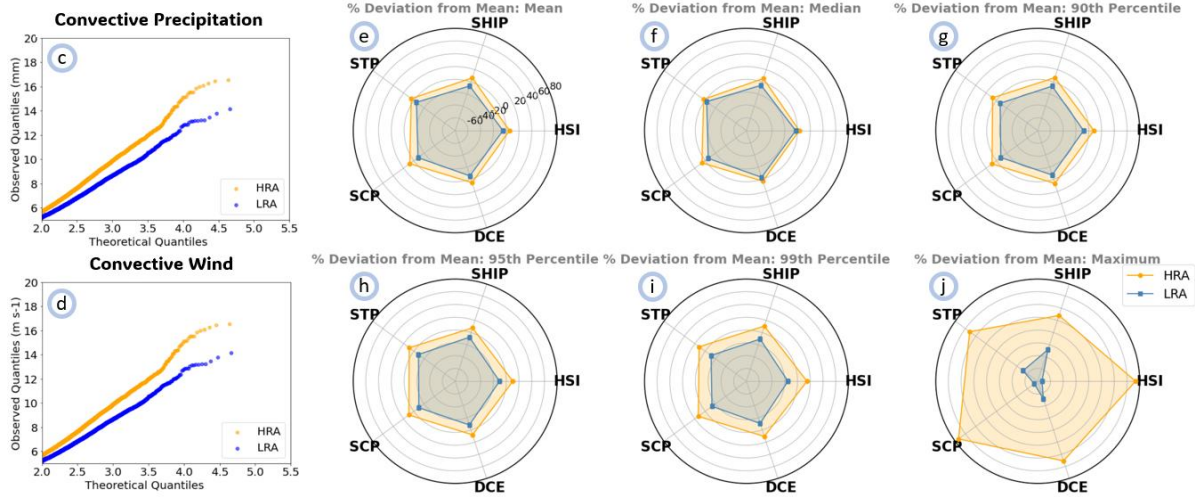 Convective Precipitation
c
20
18
16
14
12
10
8
6
Observed Quantiles (mm)
HRA
LRA
2.0 2.5 3.0 3.5 4.0 4.5 5.0 5.5
Theoretical Quantiles
% Deviation from Mean: Mean
e
SHIP
STP
HSI
SCP
DCE
-60 -40 -20 0 20 40 60 80
% Deviation from Mean: Median
f
SHIP
STP
HSI
SCP
DCE
% Deviation from Mean: 90th Percentile
g
SHIP
STP
HSI
SCP
DCE
Convective Wind
d
20
18
16
14
12
10
8
6
Observed Quantiles (m s-1)
HRA
LRA
2.0 2.5 3.0 3.5 4.0 4.5 5.0 5.5
Theoretical Quantiles
% Deviation from Mean: 95th Percentile
h
SHIP
STP
HSI
SCP
DCE
% Deviation from Mean: 99th Percentile
i
SHIP
STP
HSI
SCP
DCE
% Deviation from Mean: Maximum
j
SHIP
HRA
LRA
STP
HSI
SCP
DCE